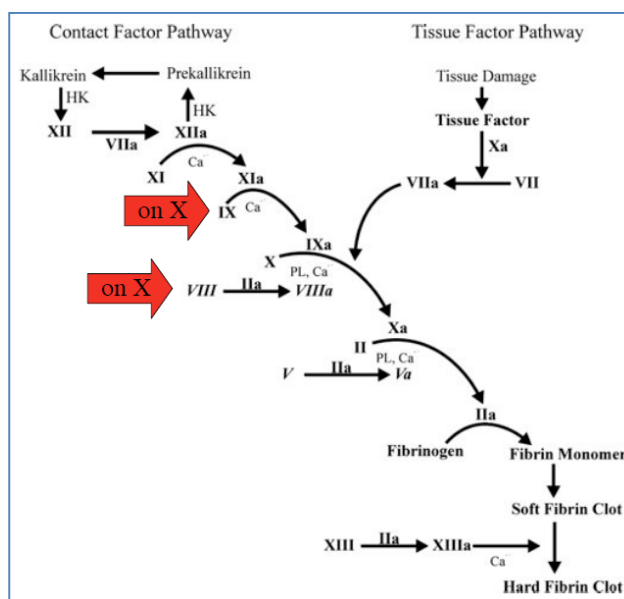 Contact Factor Pathway
Tissue Factor Pathway
Kallikrein
Prekallikrein
HK
HK
XII
VIIa
XIIa
XI
Ca¨
XIa
on X
IX
Ca¨
IXa
X
PL, Ca¨
on X
VIII
IIa
VIIIa
Tissue Damage
Tissue Factor
Xa
VIIa
VII
Xa
II
PL, Ca¨
V
IIa
Va
IIa
Fibrinogen
Fibrin Monomer
Soft Fibrin Clot
XIII
IIa
XIIIa
Ca¨
Hard Fibrin Clot